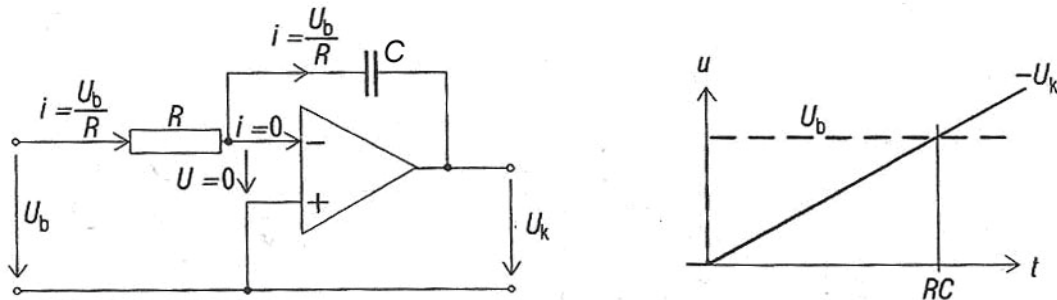 i=U_b/R
C
i=U_b/R
R
i=0
−
U=0
+
U_b
U_k
u
−U_k
U_b
t
RC